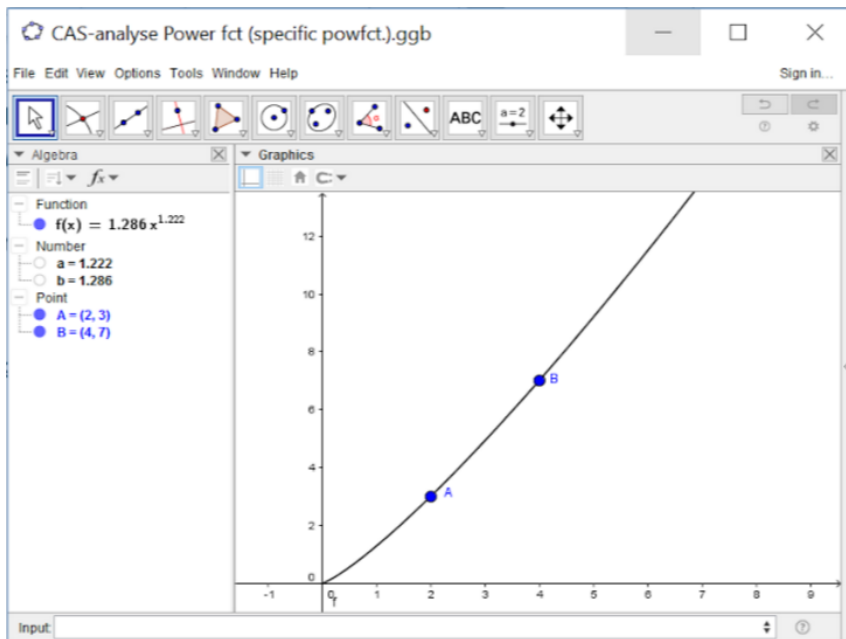 CAS-analyse Power fct (specific powfct.).ggb
File Edit View Options Tools Window Help Sign in...
ABC a=2
Algebra
Graphics
fx
Function
f(x) = 1.286 x^1.222
Number
a = 1.222
b = 1.286
Point
A = (2, 3)
B = (4, 7)
12
10
8
6
4
2
0
B
A
-1 0 1 2 3 4 5 6 7 8 9
f
Input: